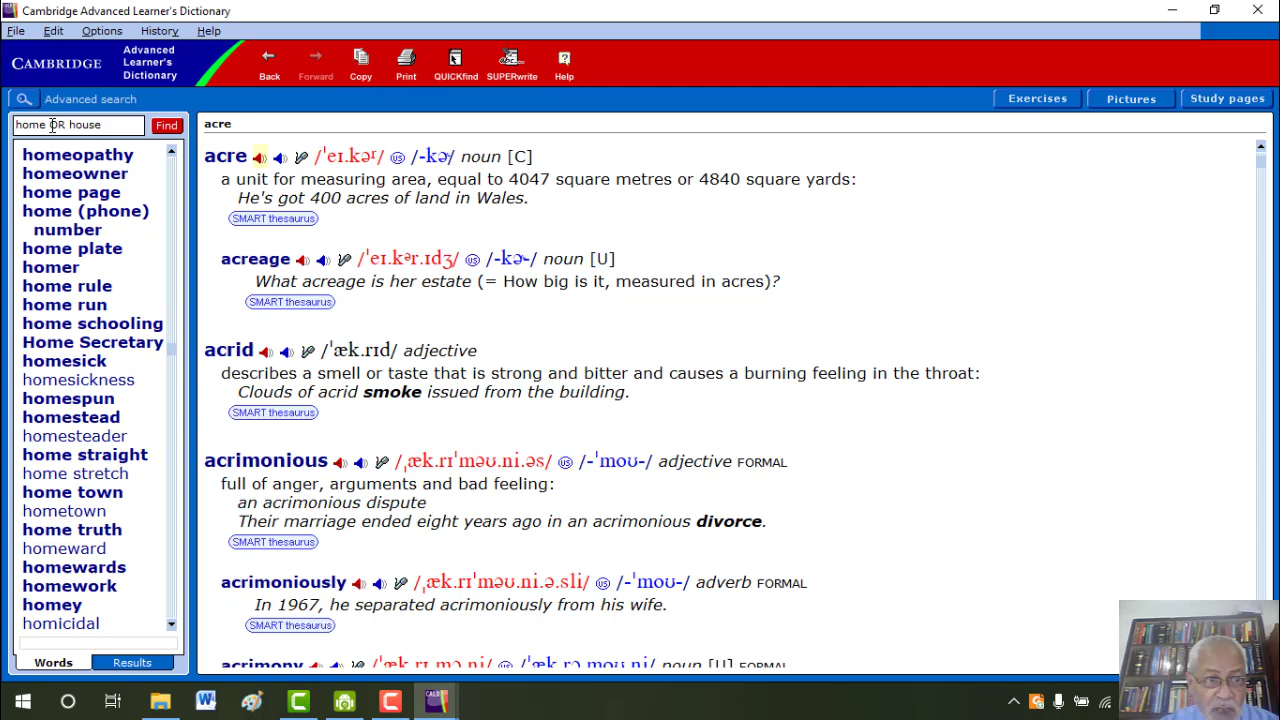 Cambridge Advanced Learner's Dictionary
File Edit Options History Help
CAMBRIDGE
Advanced
Learner's
Dictionary
Back Forward Copy Print QUICKfind SUPERwrite Help
Advanced search
Exercises Pictures Study pages
home OR house Find
homeopathy
homeowner
home page
home (phone)
number
home plate
homer
home rule
home run
home schooling
Home Secretary
homesick
homesickness
homespun
homestead
homesteader
home straight
home stretch
home town
hometown
home truth
homeward
homewards
homework
homey
homicidal
Words Results
acre
acre /ˈeɪ.kəʳ/ US /-kɚ/ noun [C]
a unit for measuring area, equal to 4047 square metres or 4840 square yards:
He's got 400 acres of land in Wales.
SMART thesaurus
acreage /ˈeɪ.kᵊr.ɪdʒ/ US /-kɚ-/ noun [U]
What acreage is her estate (= How big is it, measured in acres)?
SMART thesaurus
acrid /ˈæk.rɪd/ adjective
describes a smell or taste that is strong and bitter and causes a burning feeling in the throat:
Clouds of acrid smoke issued from the building.
SMART thesaurus
acrimonious /ˌæk.rɪˈməʊ.ni.əs/ US /-ˈmoʊ-/ adjective FORMAL
full of anger, arguments and bad feeling:
an acrimonious dispute
Their marriage ended eight years ago in an acrimonious divorce.
SMART thesaurus
acrimoniously /ˌæk.rɪˈməʊ.ni.ə.sli/ US /-ˈmoʊ-/ adverb FORMAL
In 1967, he separated acrimoniously from his wife.
SMART thesaurus
acrimony noun [U] FORMAL
CALD